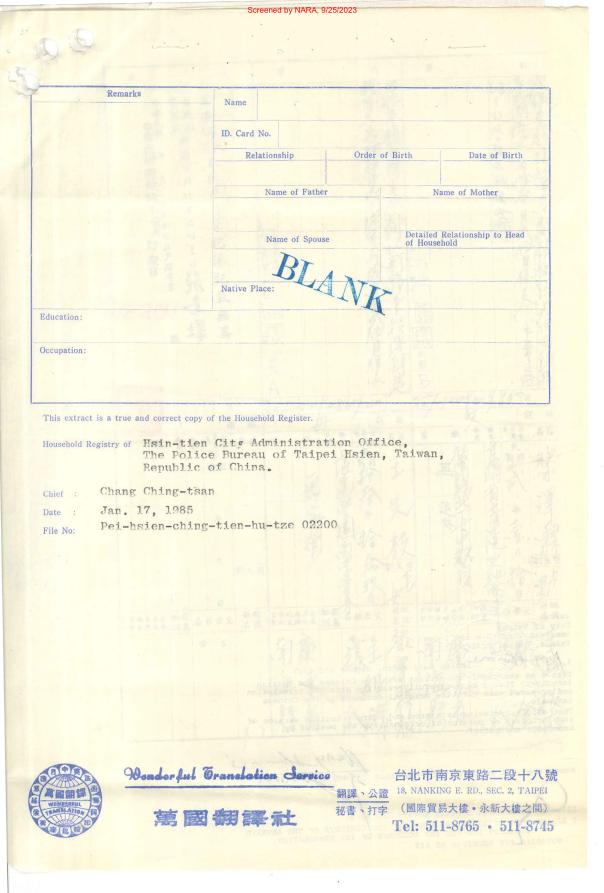 Screened by NARA, 9/25/2023
Remarks
Name
ID. Card No.
Relationship
Order of Birth
Date of Birth
Name of Father
Name of Mother
Name of Spouse
Detailed Relationship to Head
of Household
BLANK
Native Place:
Education:
Occupation:
This extract is a true and correct copy of the Household Register.
Household Registry of Hsin-tien City Administration Office,
The Police Bureau of Taipei Hsien, Taiwan,
Republic of China.
Chief : Chang Ching-tsan
Date : Jan. 17, 1985
File No: Pei-hsien-ching-tien-hu-tze 02200
萬國翻譯
WONDERFUL
TRANSLATION
Wonderful Translation Service
萬國翻譯社
翻譯、公證
秘書、打字
台北市南京東路二段十八號
18, NANKING E. RD., SEC. 2, TAIPEI
(國際貿易大樓·永新大樓之間)
Tel: 511-8765 · 511-8745